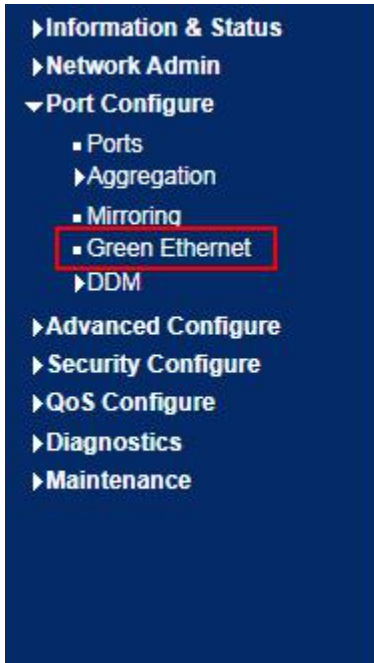 Information & Status
Network Admin
Port Configure
Ports
Aggregation
Mirroring
Green Ethernet
DDM
Advanced Configure
Security Configure
QoS Configure
Diagnostics
Maintenance